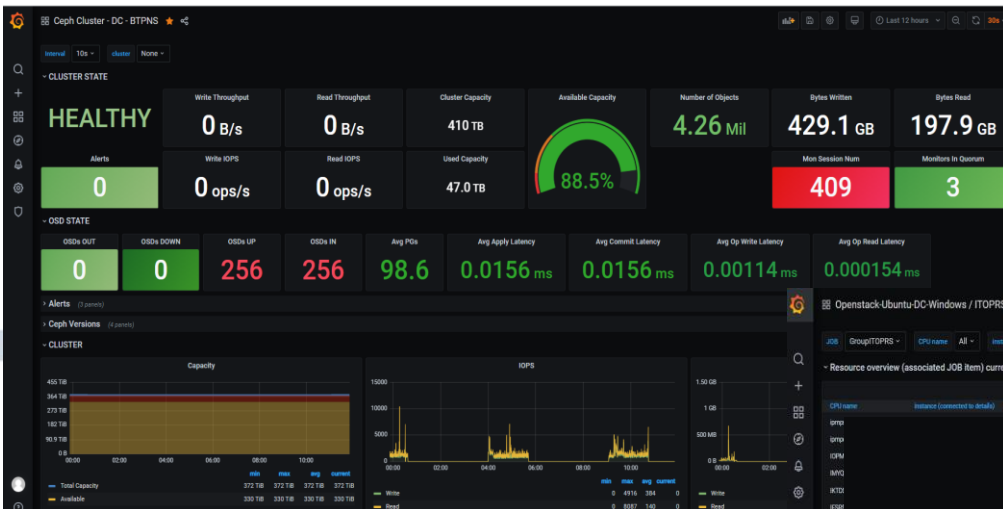 Ceph Cluster - DC - BTPNS
Last 12 hours
30s
Interval 10s cluster None
CLUSTER STATE
HEALTHY
Write Throughput
0 B/s
Read Throughput
0 B/s
Cluster Capacity
410 TB
Available Capacity
88.5%
Number of Objects
4.26 Mil
Bytes Written
429.1 GB
Bytes Read
197.9 GB
Alerts
0
Write IOPS
0 ops/s
Read IOPS
0 ops/s
Used Capacity
47.0 TB
Mon Session Num
409
Monitors In Quorum
3
OSD STATE
OSDs OUT
0
OSDs DOWN
0
OSDs UP
256
OSDs IN
256
Avg PGs
98.6
Avg Apply Latency
0.0156 ms
Avg Commit Latency
0.0156 ms
Avg Op Write Latency
0.00114 ms
Avg Op Read Latency
0.000154 ms
Alerts (3 panels)
Ceph Versions (4 panels)
CLUSTER
Capacity
455 TiB
364 TiB
273 TiB
182 TiB
90.9 TiB
0 B
00:00 02:00 04:00 06:00 08:00 10:00
min max avg current
Total Capacity 372 TiB 372 TiB 372 TiB 372 TiB
Available 330 TiB 330 TiB 330 TiB 330 TiB
IOPS
15000
10000
5000
0
00:00 02:00 04:00 06:00 08:00 10:00
min max avg current
Write 0 4916 384 0
Read 0 8087 140 0
1.50 GB
1 GB
500 MB
0 B
00:00 02:00
Write
Read
Openstack-Ubuntu-DC-Windows / ITOPRS
JOB GroupITOPRS CPU name All
Resource overview (associated JOB item) curre
CPU name Instance (connected to details)